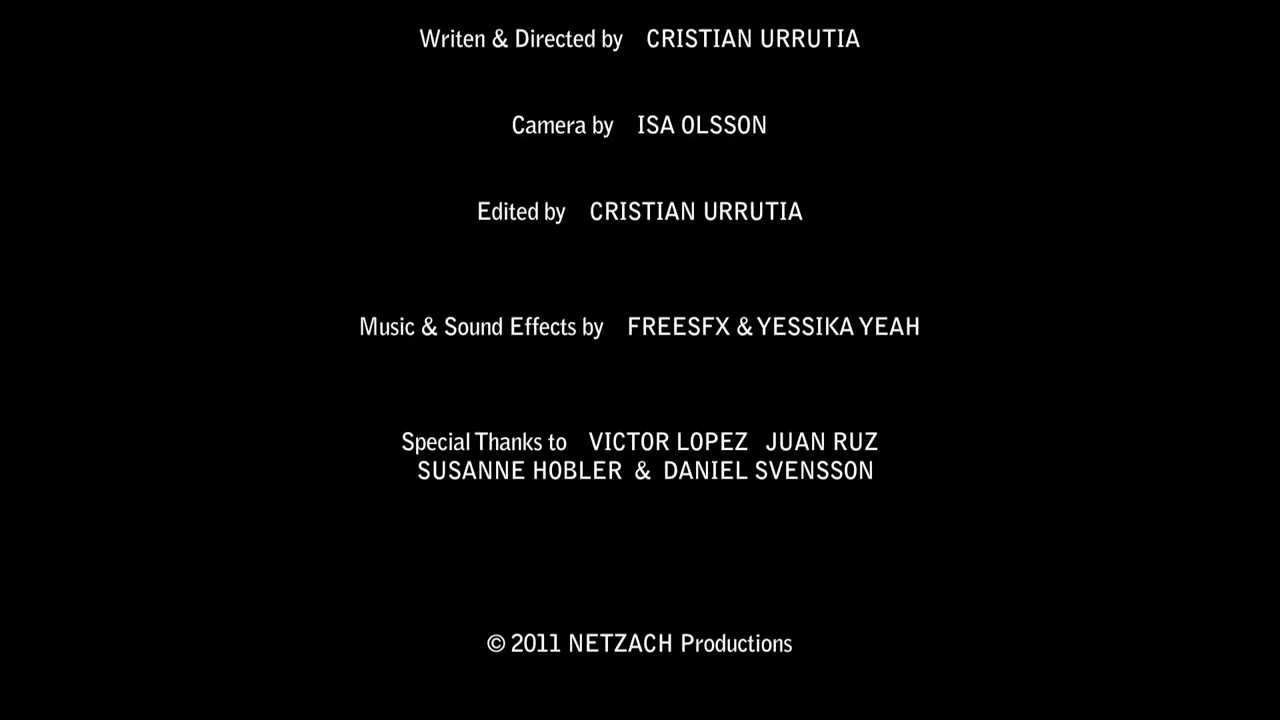 Writen & Directed by CRISTIAN URRUTIA
Camera by ISA OLSSON
Edited by CRISTIAN URRUTIA
Music & Sound Effects by FREESFX & YESSIKA YEAH
Special Thanks to VICTOR LOPEZ JUAN RUZ
SUSANNE HOBLER & DANIEL SVENSSON
© 2011 NETZACH Productions